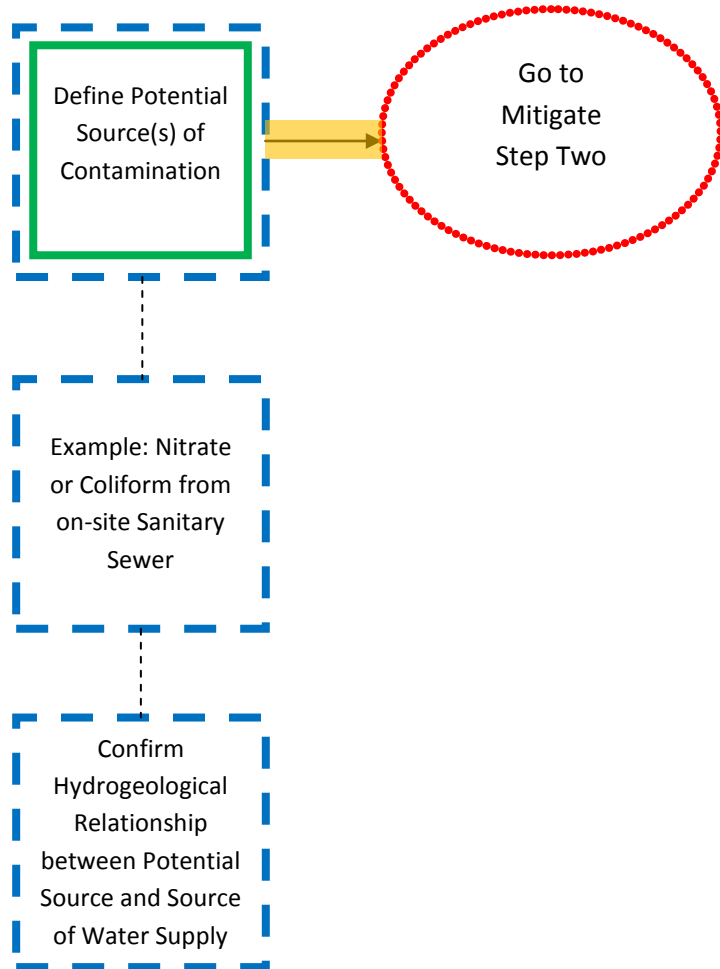 Define Potential
Source(s) of
Contamination
Go to
Mitigate
Step Two
Example: Nitrate
or Coliform from
on-site Sanitary
Sewer
Confirm
Hydrogeological
Relationship
between Potential
Source and Source
of Water Supply